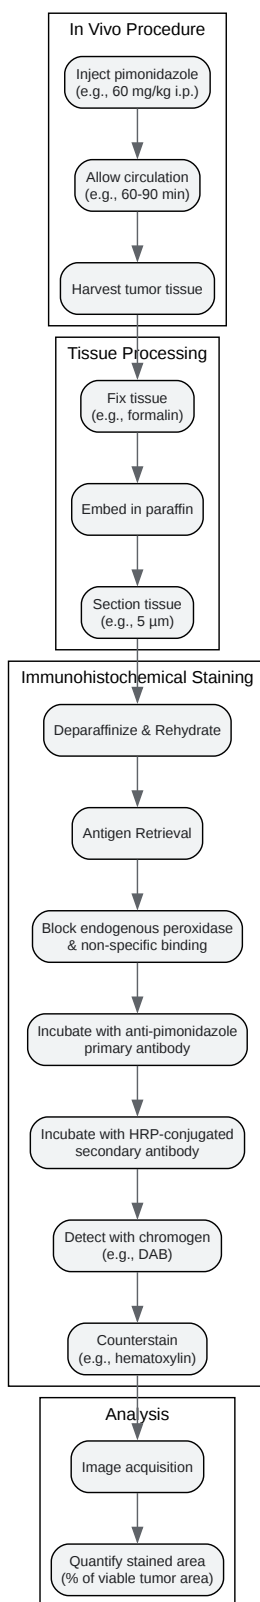 In Vivo Procedure
Inject pimonidazole
(e.g., 60 mg/kg i.p.)
Allow circulation
(e.g., 60-90 min)
Harvest tumor tissue
Tissue Processing
Fix tissue
(e.g., formalin)
Embed in paraffin
Section tissue
(e.g., 5 µm)
Immunohistochemical Staining
Deparaffinize & Rehydrate
Antigen Retrieval
Block endogenous peroxidase
& non-specific binding
Incubate with anti-pimonidazole
primary antibody
Incubate with HRP-conjugated
secondary antibody
Detect with chromogen
(e.g., DAB)
Counterstain
(e.g., hematoxylin)
Analysis
Image acquisition
Quantify stained area
(% of viable tumor area)